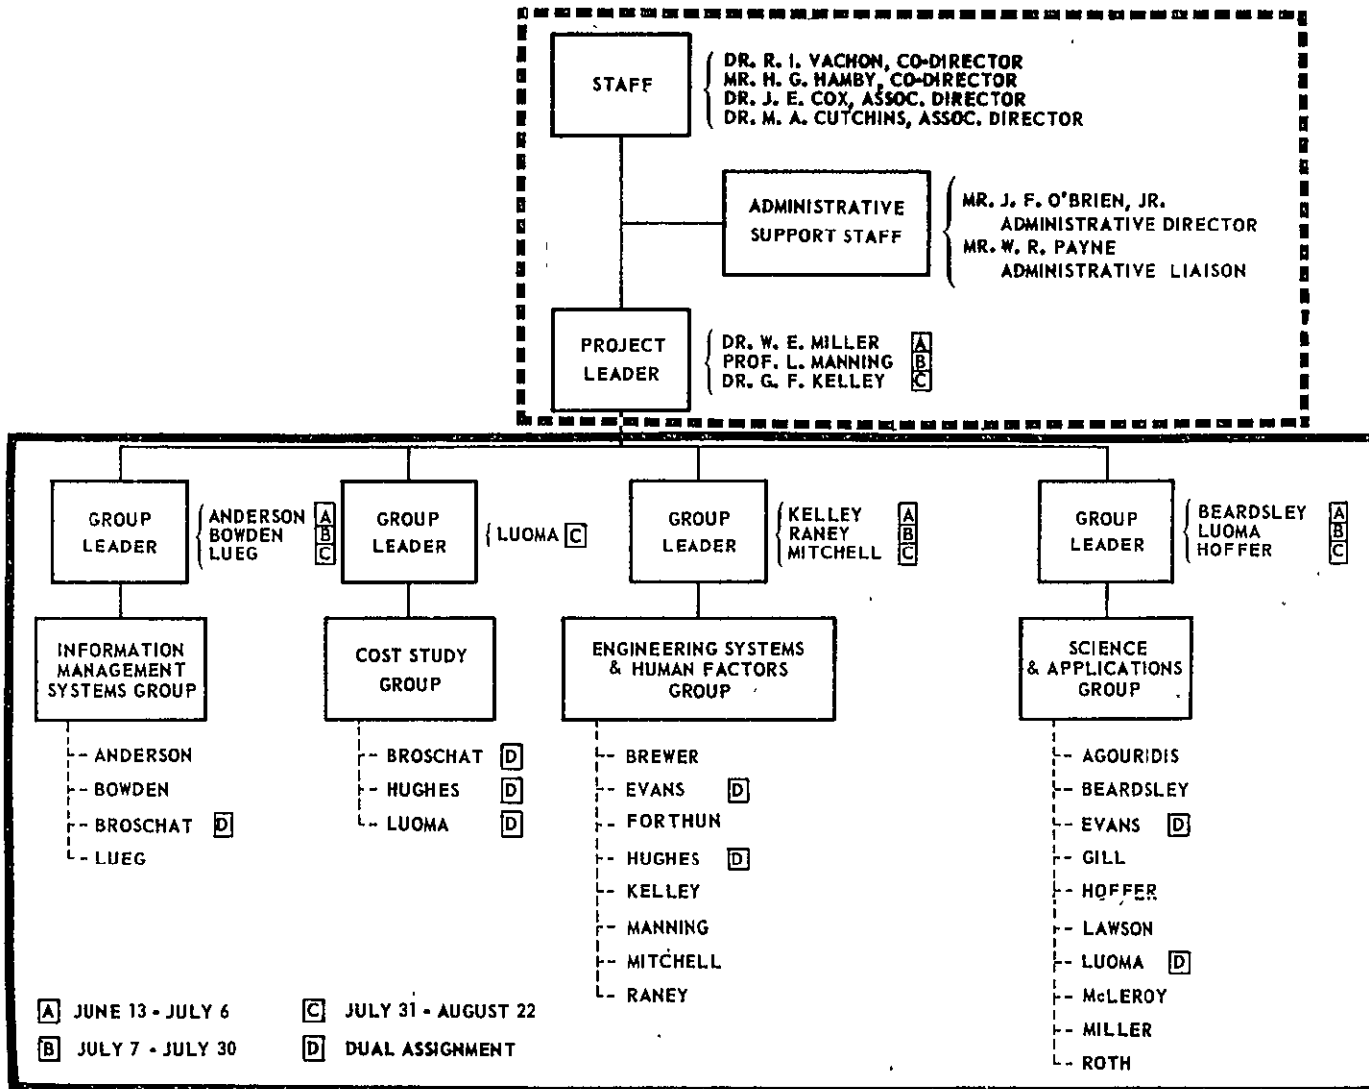 STAFF
DR. R. I. VACHON, CO-DIRECTOR
MR. H. G. HAMBY, CO-DIRECTOR
DR. J. E. COX, ASSOC. DIRECTOR
DR. M. A. CUTCHINS, ASSOC. DIRECTOR
ADMINISTRATIVE
SUPPORT STAFF
MR. J. F. O'BRIEN, JR.
ADMINISTRATIVE DIRECTOR
MR. W. R. PAYNE
ADMINISTRATIVE LIAISON
PROJECT
LEADER
DR. W. E. MILLER A
PROF. L. MANNING B
DR. G. F. KELLEY C
GROUP
LEADER
ANDERSON A
BOWDEN B
LUEG C
GROUP
LEADER
LUOMA C
GROUP
LEADER
KELLEY A
RANEY B
MITCHELL C
GROUP
LEADER
BEARDSLEY A
LUOMA B
HOFFER C
INFORMATION
MANAGEMENT
SYSTEMS GROUP
ANDERSON
BOWDEN
BROSCHAT D
LUEG
COST STUDY
GROUP
BROSCHAT D
HUGHES D
LUOMA D
ENGINEERING SYSTEMS
& HUMAN FACTORS
GROUP
BREWER
EVANS D
FORTHUN
HUGHES D
KELLEY
MANNING
MITCHELL
RANEY
SCIENCE
& APPLICATIONS
GROUP
AGOURIDIS
BEARDSLEY
EVANS D
GILL
HOFFER
LAWSON
LUOMA D
McLEROY
MILLER
ROTH
A JUNE 13 - JULY 6
B JULY 7 - JULY 30
C JULY 31 - AUGUST 22
D DUAL ASSIGNMENT